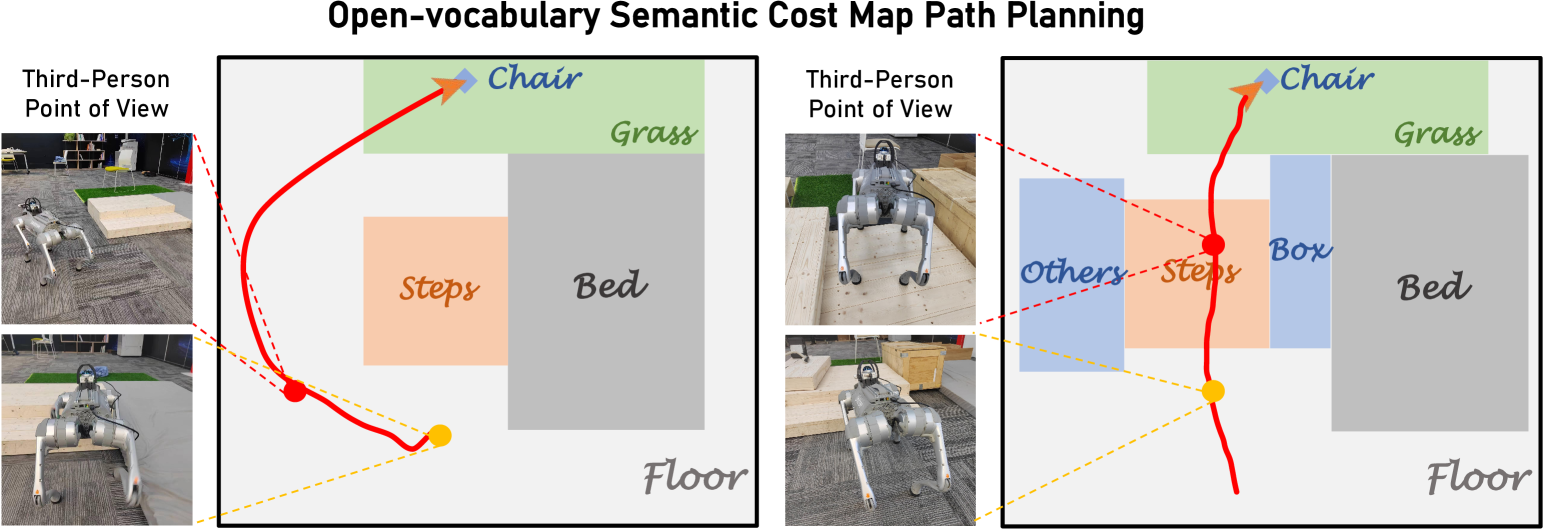 Open-vocabulary Semantic Cost Map Path Planning
Third-Person
Point of View
Chair
Grass
Steps
Bed
Floor
Third-Person
Point of View
Chair
Grass
Others
Steps
Box
Bed
Floor